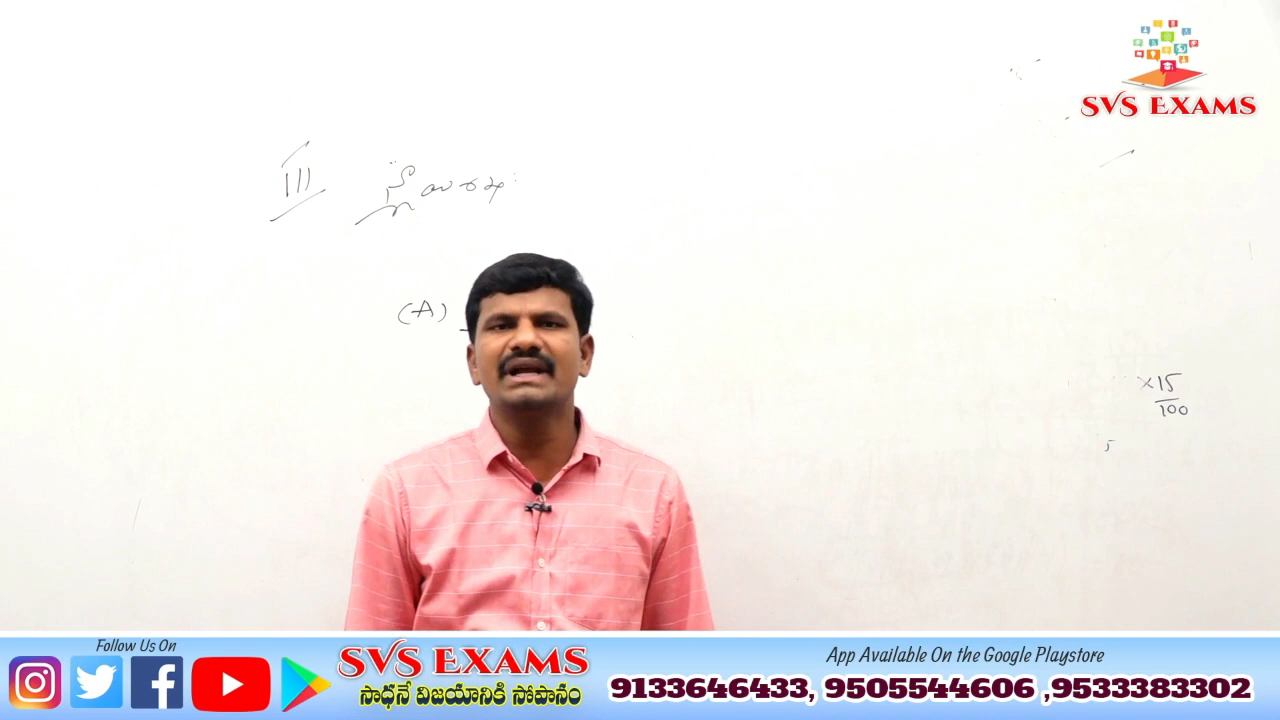 SVS EXAMS
III
(A)
×15
100
5
Follow Us On
SVS EXAMS
సాధనే విజయానికి సోపానం
App Available On the Google Playstore
9133646433, 9505544606 ,9533383302